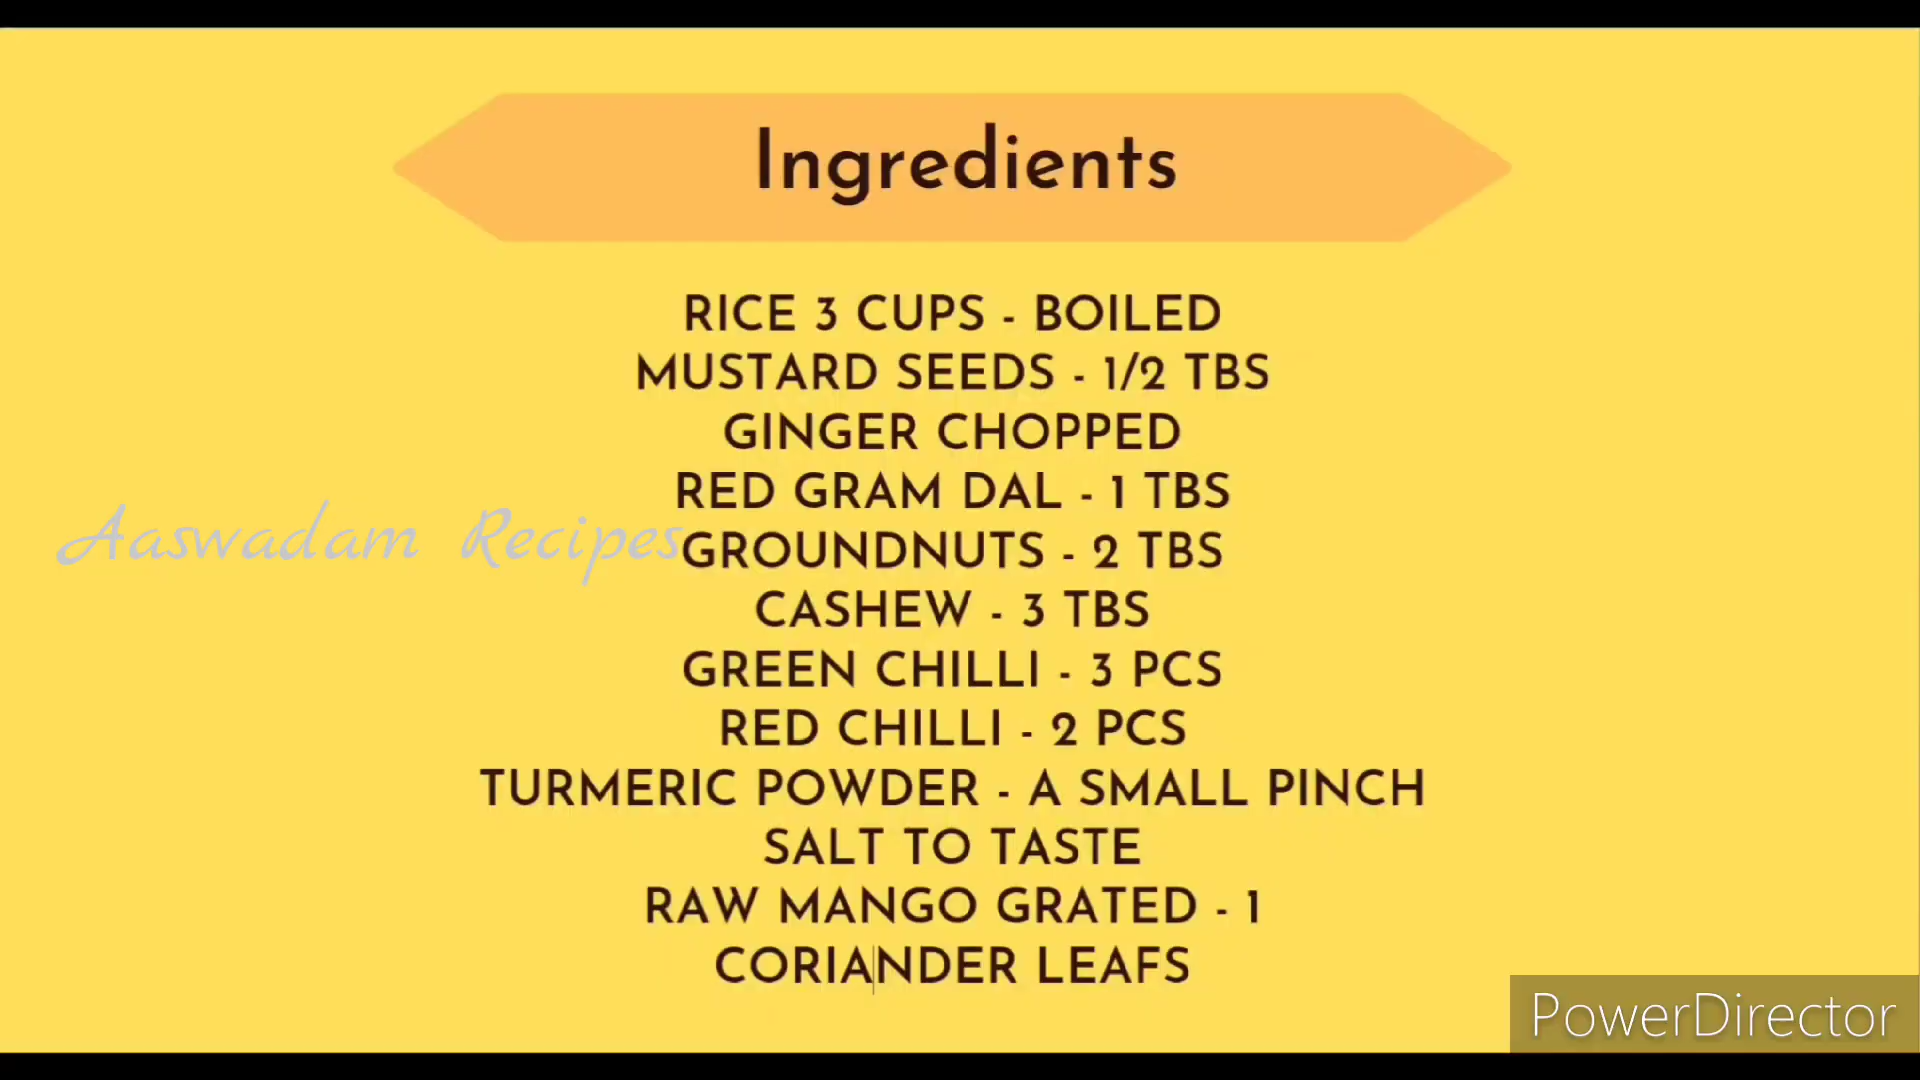 Ingredients
RICE 3 CUPS - BOILED
MUSTARD SEEDS - 1/2 TBS
GINGER CHOPPED
RED GRAM DAL - 1 TBS
Aaswadam Recipes
GROUNDNUTS - 2 TBS
CASHEW - 3 TBS
GREEN CHILLI - 3 PCS
RED CHILLI - 2 PCS
TURMERIC POWDER - A SMALL PINCH
SALT TO TASTE
RAW MANGO GRATED - 1
CORIANDER LEAFS
PowerDirector